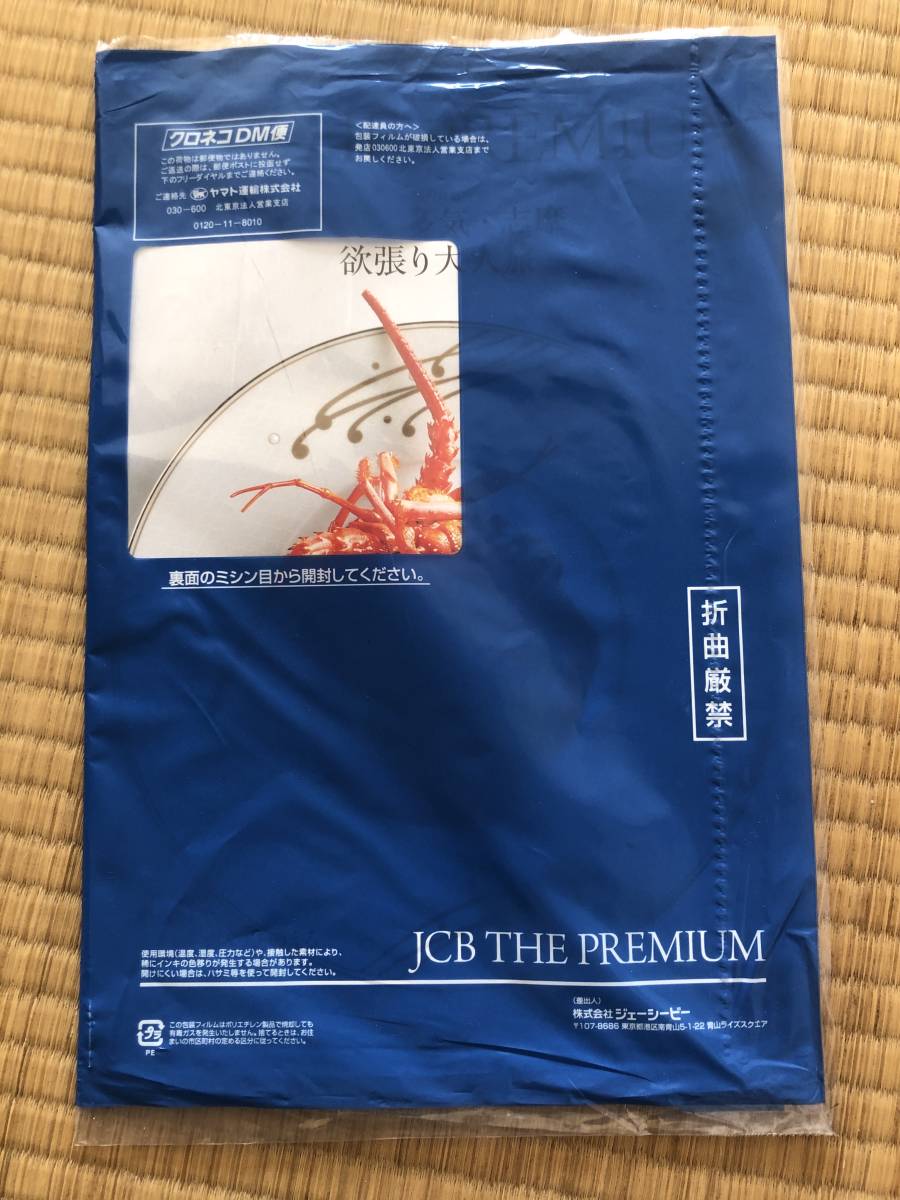 クロネコDM便
この荷物は郵便物ではありません。
ご返送の際は、郵便ポストに投函せず
下のフリーダイヤルまでご連絡ください。
ご連絡先 ヤマト運輸株式会社
030-600 北東京法人営業支店
0120-11-8010
<配達員の方へ>
包装フィルムが破損している場合は、
発店030600北東京法人営業支店まで
お戻しください。
PREMIUM
志摩
欲張り大人旅
裏面のミシン目から開封してください。
折曲厳禁
JCB THE PREMIUM
使用環境(温度、湿度、圧力など)や、接触した素材により、
稀にインキの色移りが発生する場合があります。
開けにくい場合は、ハサミ等を使って開封してください。
(差出人)
株式会社 ジェーシービー
〒107-8686 東京都港区南青山5-1-22 青山ライズスクエア
プラ
PE
この包装フィルムはポリエチレン製品で焼却しても
有毒ガスを発生いたしません。捨てるときは、お住
まいの市区町村の定める区分に従ってください。